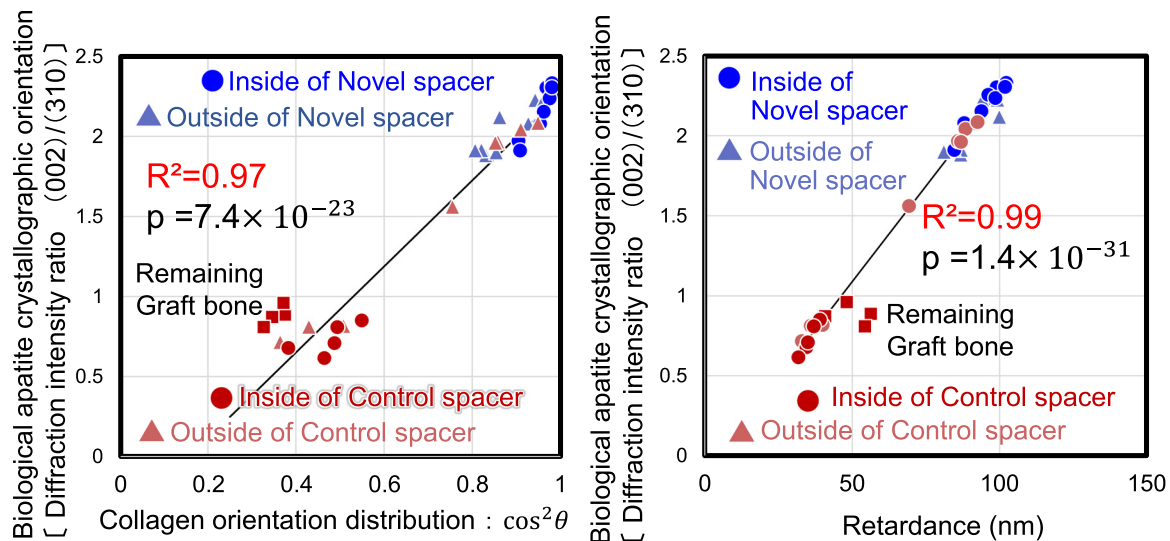 Biological apatite crystallographic orientation
[ Diffraction intensity ratio (002)/(310) ]
2.5
2
1.5
1
0.5
0
Inside of Novel spacer
Outside of Novel spacer
R²=0.97
p =7.4× 10⁻²³
Remaining
Graft bone
Inside of Control spacer
Outside of Control spacer
0
0.2
0.4
0.6
0.8
1
Collagen orientation distribution : cos²θ
Biological apatite crystallographic orientation
[ Diffraction intensity ratio (002)/(310) ]
2.5
2
1.5
1
0.5
0
Inside of
Novel spacer
Outside of
Novel spacer
R²=0.99
p =1.4× 10⁻³¹
Remaining
Graft bone
Inside of Control spacer
Outside of Control spacer
0
50
100
150
Retardance (nm)